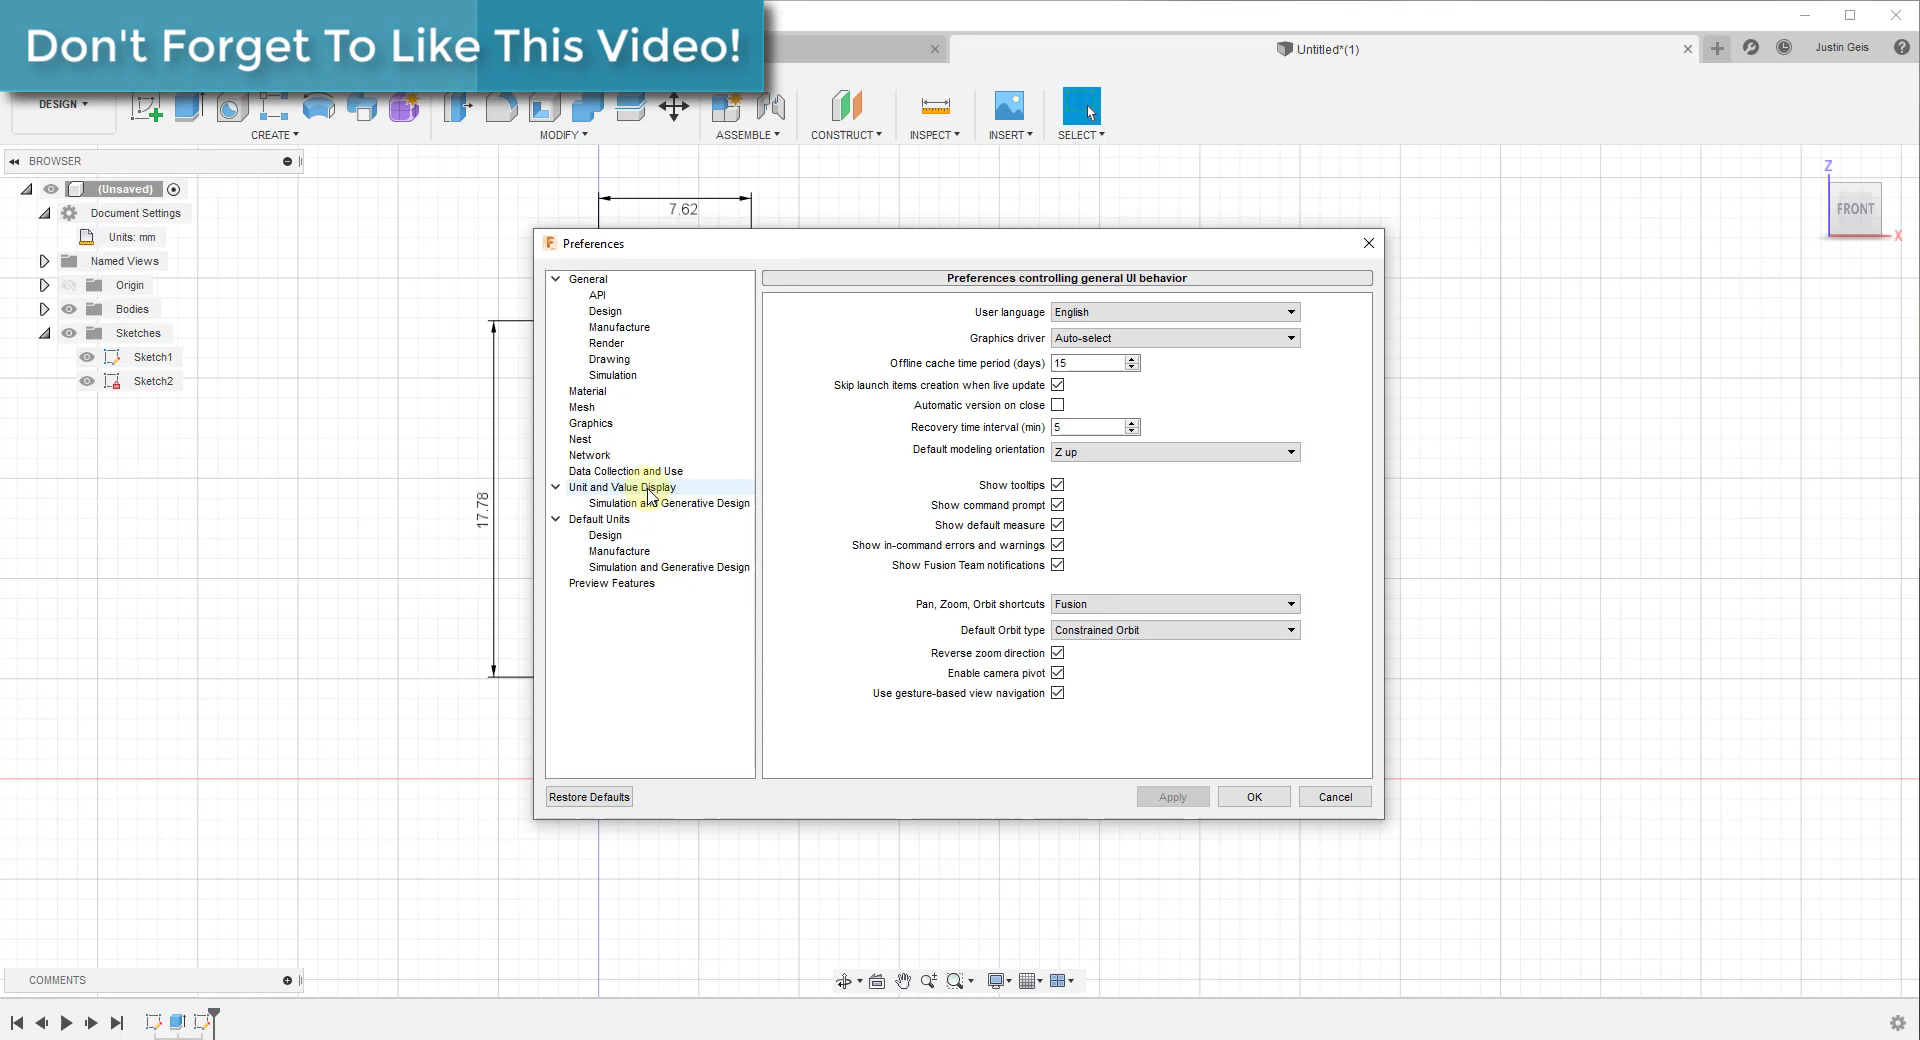 Don't Forget To Like This Video!
Untitled*(1)
Justin Geis
DESIGN
CREATE
MODIFY
ASSEMBLE
CONSTRUCT
INSPECT
INSERT
SELECT
BROWSER
(Unsaved)
Document Settings
Units: mm
Named Views
Origin
Bodies
Sketches
Sketch1
Sketch2
7.62
17.78
Z
FRONT
X
Preferences
General
API
Design
Manufacture
Render
Drawing
Simulation
Material
Mesh
Graphics
Nest
Network
Data Collection and Use
Unit and Value Display
Simulation and Generative Design
Default Units
Design
Manufacture
Simulation and Generative Design
Preview Features
Preferences controlling general UI behavior
User language English
Graphics driver Auto-select
Offline cache time period (days) 15
Skip launch items creation when live update
Automatic version on close
Recovery time interval (min) 5
Default modeling orientation Z up
Show tooltips
Show command prompt
Show default measure
Show in-command errors and warnings
Show Fusion Team notifications
Pan, Zoom, Orbit shortcuts Fusion
Default Orbit type Constrained Orbit
Reverse zoom direction
Enable camera pivot
Use gesture-based view navigation
Restore Defaults
Apply
OK
Cancel
COMMENTS